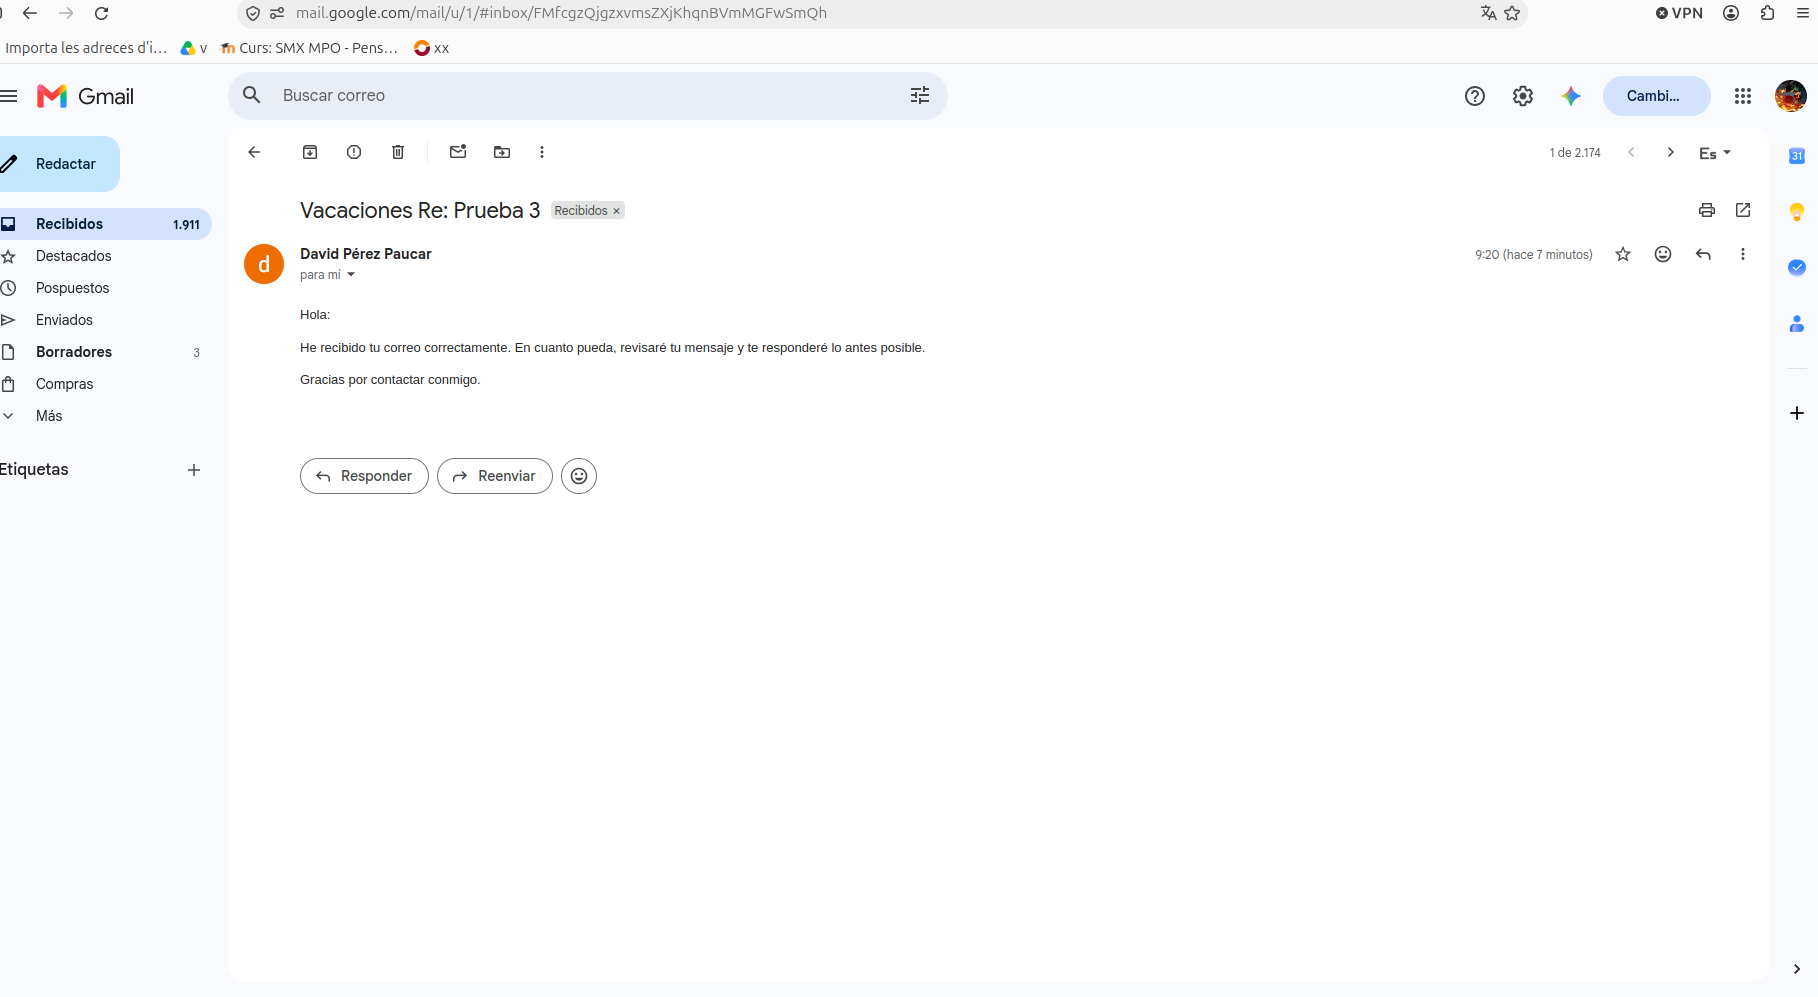 mail.google.com/mail/u/1/#inbox/FMfcgzQjgzxvmsZXjKhqnBVmMGFwSmQh
VPN
Importa les adreces d'i…
v
Curs: SMX MPO - Pens…
xx
Gmail
Buscar correo
Cambi...
Redactar
1 de 2.174
Es
31
Vacaciones Re: Prueba 3
Recibidos ×
Recibidos
1.911
Destacados
Pospuestos
Enviados
Borradores
3
Compras
Más
Etiquetas
d
David Pérez Paucar
9:20 (hace 7 minutos)
para mí
Hola:
He recibido tu correo correctamente. En cuanto pueda, revisaré tu mensaje y te responderé lo antes posible.
Gracias por contactar conmigo.
Responder
Reenviar